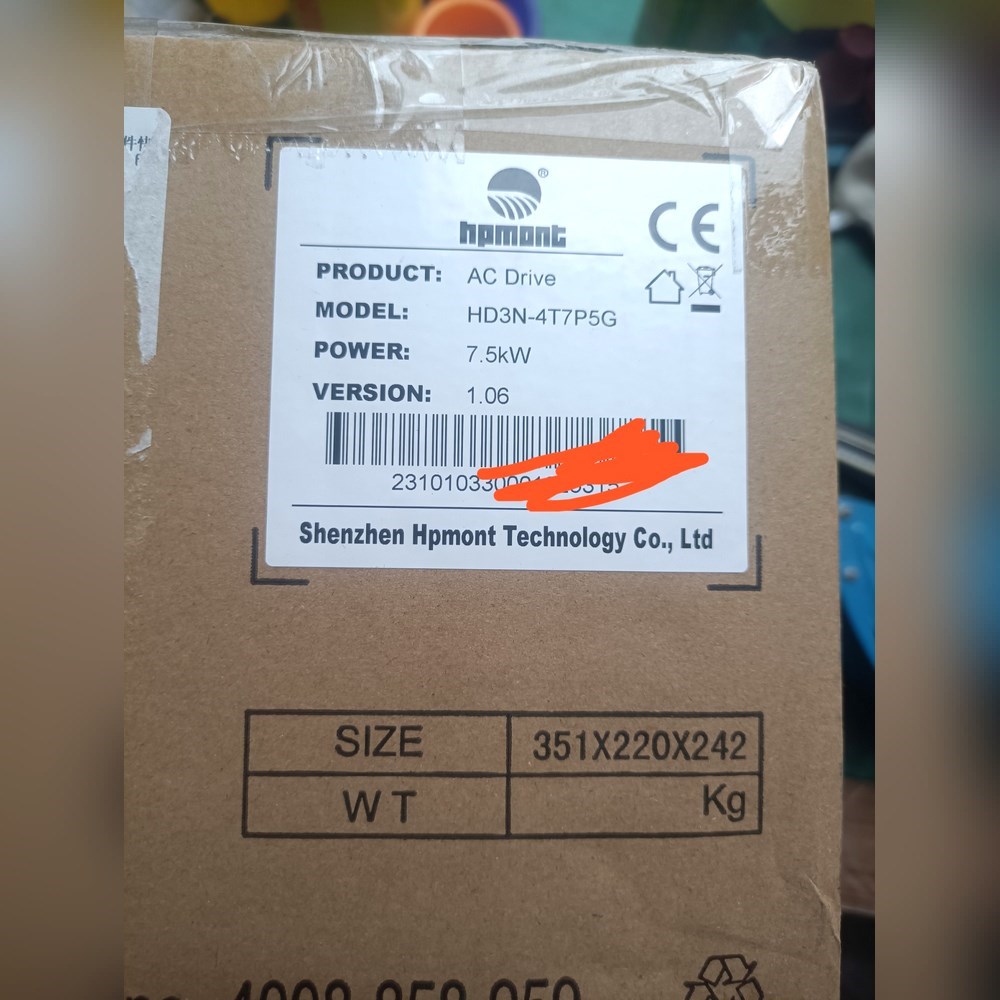 件
hpmont
®
CE
PRODUCT: AC Drive
MODEL: HD3N-4T7P5G
POWER: 7.5kW
VERSION: 1.06
Shenzhen Hpmont Technology Co., Ltd
SIZE 351X220X242
WT Kg